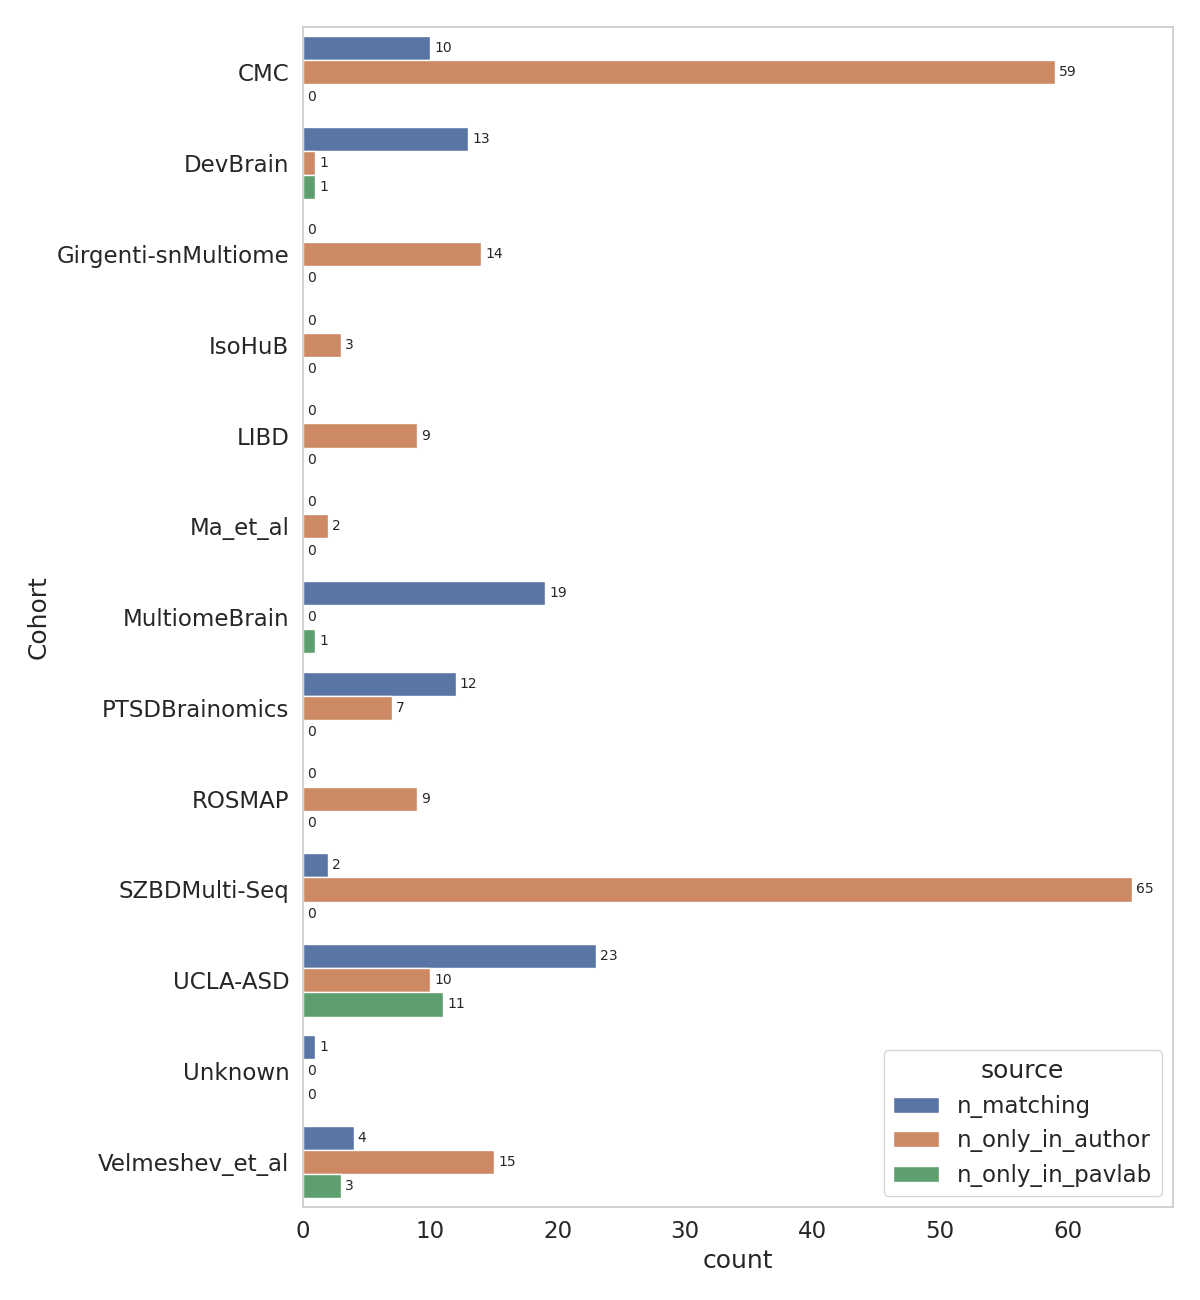 CMC
10
59
0
DevBrain
13
1
1
Girgenti-snMultiome
0
14
0
IsoHuB
0
3
0
LIBD
0
9
0
Ma_et_al
0
2
0
MultiomeBrain
19
0
1
PTSDBrainomics
12
7
0
ROSMAP
0
9
0
SZBDMulti-Seq
2
65
0
UCLA-ASD
23
10
11
Unknown
1
0
0
Velmeshev_et_al
4
15
3
Cohort
source
n_matching
n_only_in_author
n_only_in_pavlab
0 10 20 30 40 50 60
count